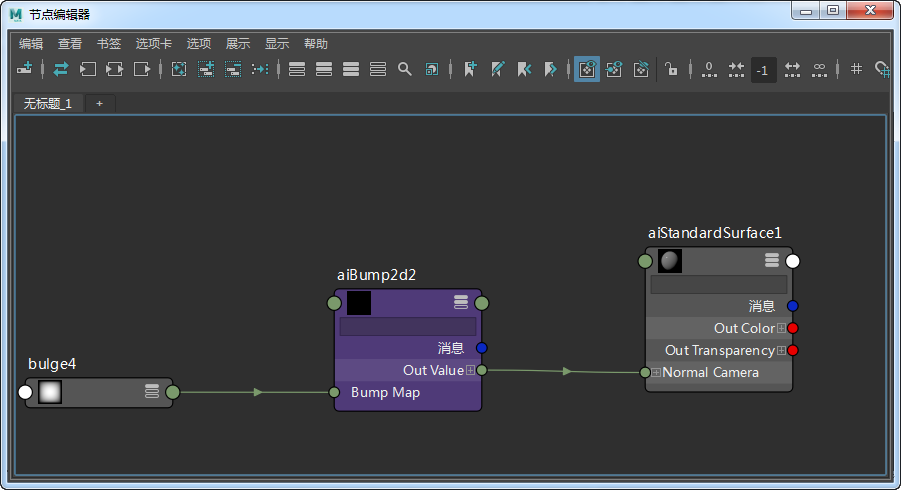 节点编辑器
编辑 查看 书签 选项卡 选项 展示 显示 帮助
0 -1 ∞
无标题_1 +
aiStandardSurface1
消息
Out Color
Out Transparency
Normal Camera
aiBump2d2
消息
Out Value
Bump Map
bulge4